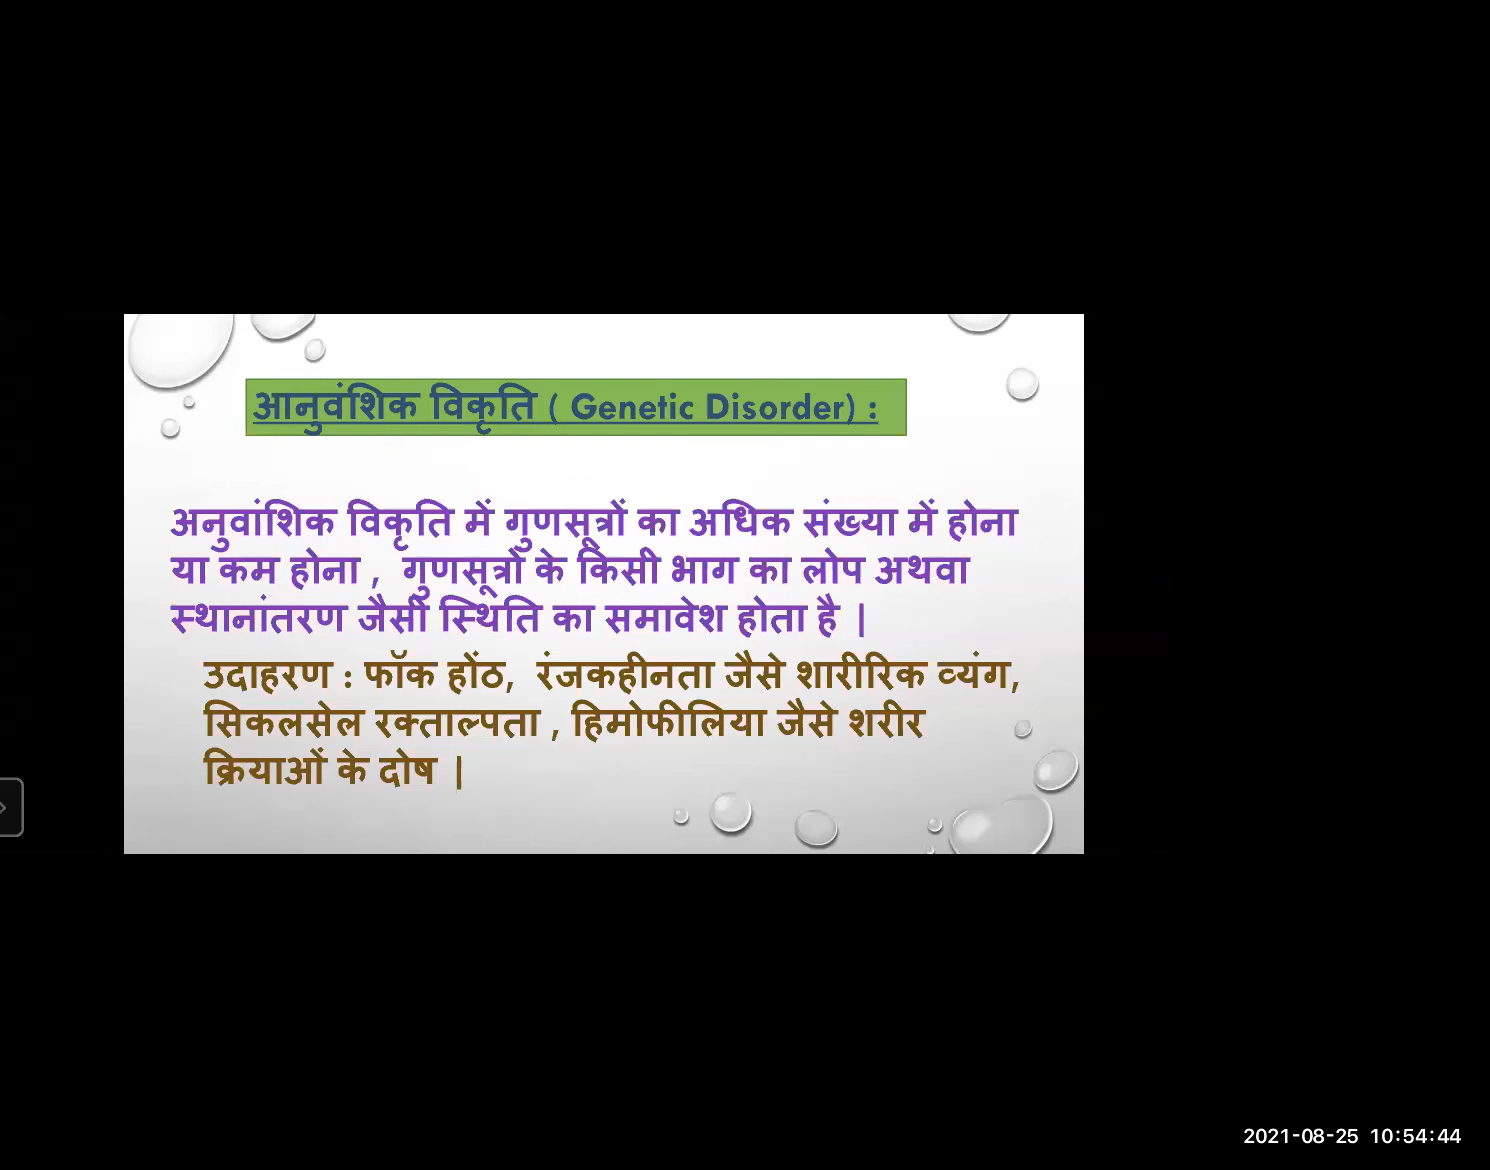 आनुवंशिक विकृति ( Genetic Disorder) :
अनुवांशिक विकृति में गुणसूत्रों का अधिक संख्या में होना
या कम होना ,  गुणसूत्रों के किसी भाग का लोप अथवा
स्थानांतरण जैसी स्थिति का समावेश होता है |
उदाहरण : फॉक होंठ,  रंजकहीनता जैसे शारीरिक व्यंग,
सिकलसेल रक्ताल्पता , हिमोफीलिया जैसे शरीर
क्रियाओं के दोष |
2021-08-25 10:54:44